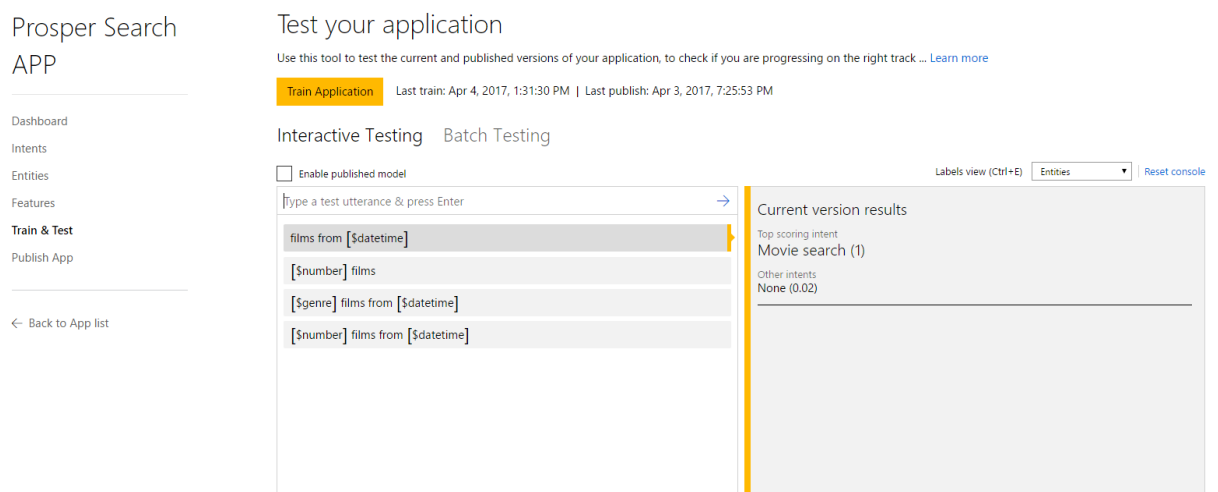 Prosper Search
APP
Dashboard
Intents
Entities
Features
Train & Test
Publish App
← Back to App list
Test your application
Use this tool to test the current and published versions of your application, to check if you are progressing on the right track ... Learn more
Train Application Last train: Apr 4, 2017, 1:31:30 PM | Last publish: Apr 3, 2017, 7:25:53 PM
Interactive Testing Batch Testing
Enable published model
Labels view (Ctrl+E) Entities Reset console
Type a test utterance & press Enter →
films from [$datetime]
[$number] films
[$genre] films from [$datetime]
[$number] films from [$datetime]
Current version results
Top scoring intent
Movie search (1)
Other intents
None (0.02)